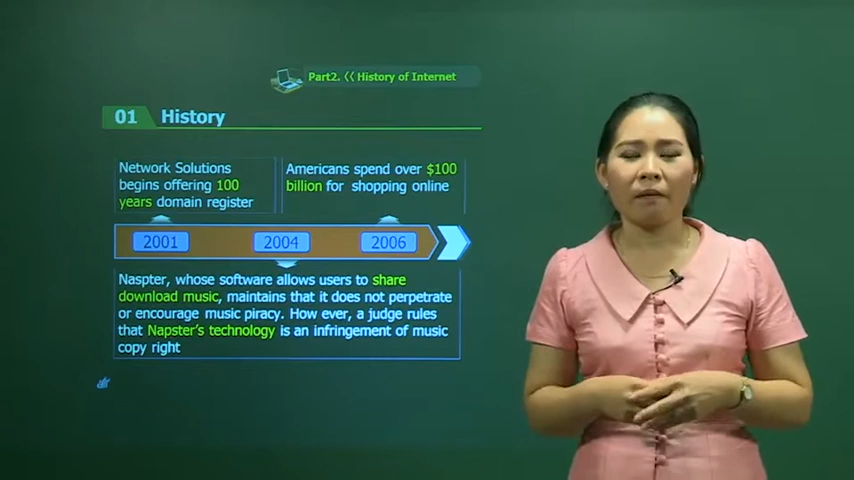 Part2. 〈〈 History of Internet
01 History
Network Solutions
begins offering 100
years domain register
Americans spend over $100
billion for shopping online
2001 2004 2006
Naspter, whose software allows users to share
download music, maintains that it does not perpetrate
or encourage music piracy. How ever, a judge rules
that Napster's technology is an infringement of music
copy right